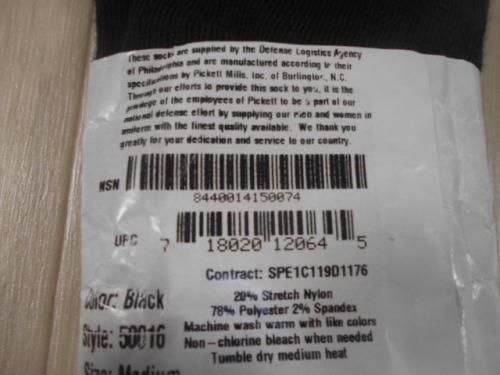 These socks are supplied by the Defense Logistics Agency
of Philadelphia and are manufactured according to their
specifications by Pickett Mills, Inc. of Burlington, N.C.
Through our efforts to provide this sock to you, it is the
privilege of the employees of Pickett to be a part of our
national defense effort by supplying our men and women in
uniform with the finest quality available. We thank you
greatly for your dedication and service to our country.
NSN
8440014150074
UPC 7 18020 12064 5
Contract: SPE1C119D1176
Color: Black
20% Stretch Nylon
78% Polyester 2% Spandex
Style: 50016
Machine wash warm with like colors
Non-chlorine bleach when needed
Tumble dry medium heat
Size: Medium